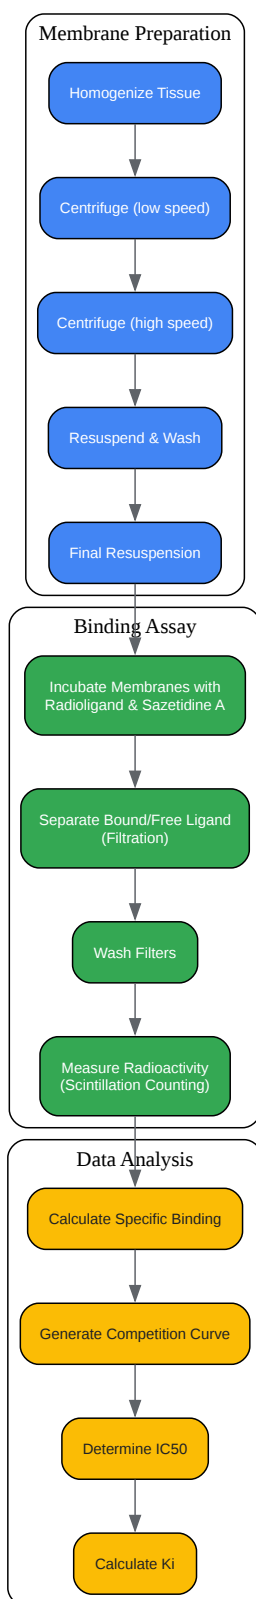 Membrane Preparation
Homogenize Tissue
Centrifuge (low speed)
Centrifuge (high speed)
Resuspend & Wash
Final Resuspension
Binding Assay
Incubate Membranes with
Radioligand & Sazetidine A
Separate Bound/Free Ligand
(Filtration)
Wash Filters
Measure Radioactivity
(Scintillation Counting)
Data Analysis
Calculate Specific Binding
Generate Competition Curve
Determine IC50
Calculate Ki